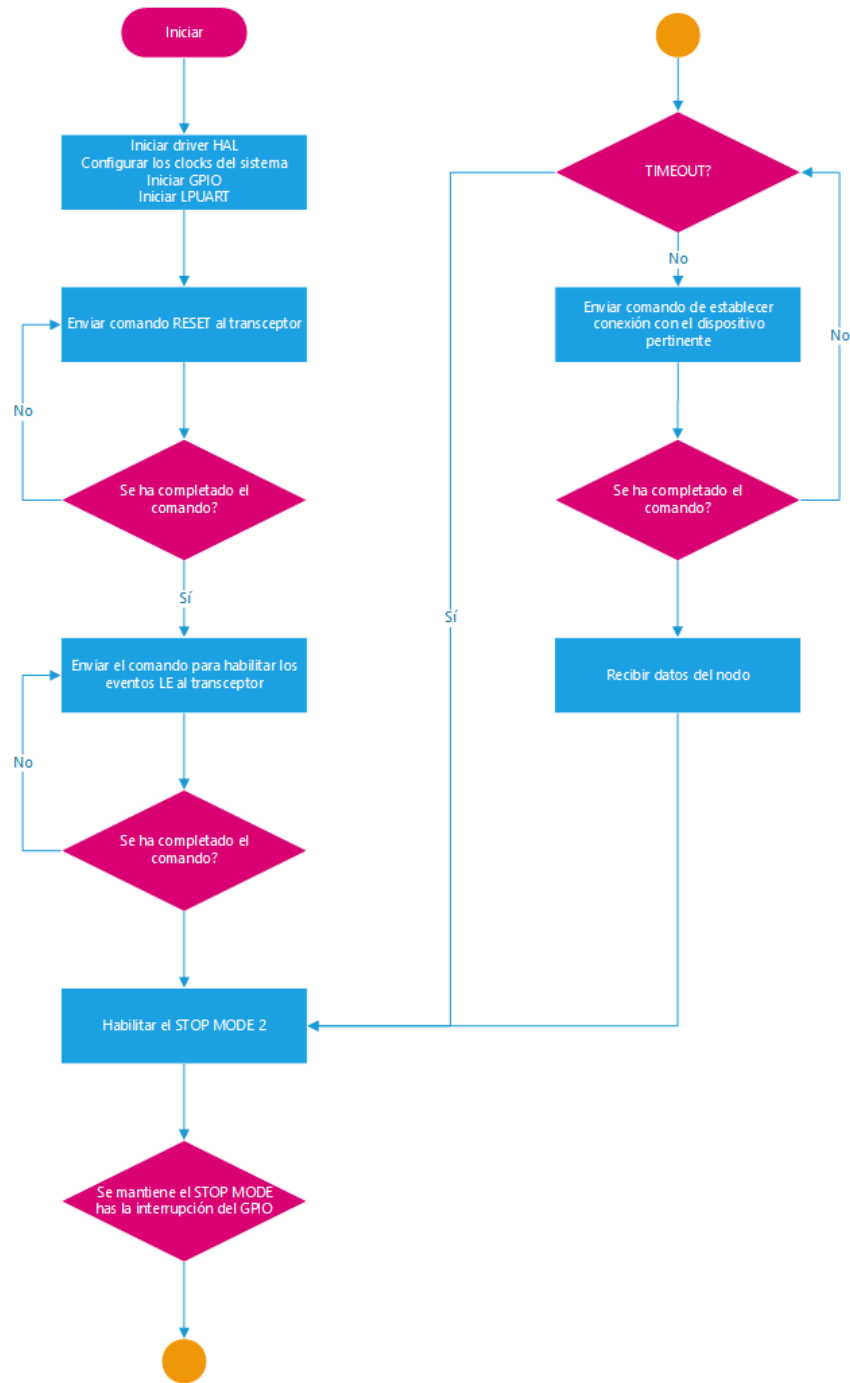 Iniciar
Iniciar driver HAL
Configurar los clocks del sistema
Iniciar GPIO
Iniciar LPUART
Enviar comando RESET al transceptor
No
Se ha completado el
comando?
Sí
Enviar el comando para habilitar los
eventos LE al transceptor
No
Se ha completado el
comando?
Habilitar el STOP MODE 2
Se mantiene el STOP MODE
has la interrupción del GPIO
TIMEOUT?
No
Enviar comando de establecer
conexión con el dispositivo
pertinente
No
Se ha completado el
comando?
Sí
Recibir datos del nodo